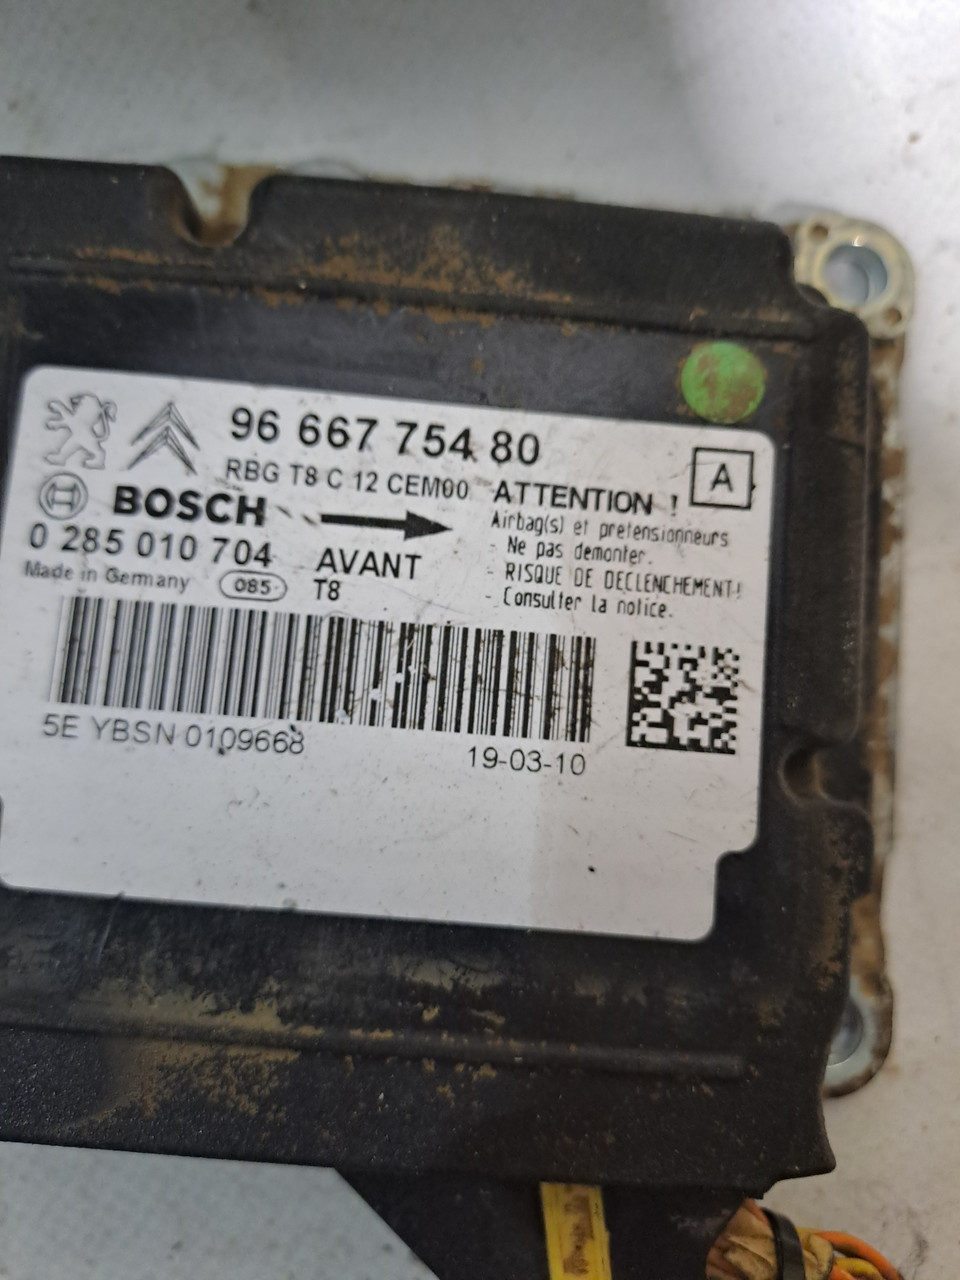 96 667 754 80
RBG T8 C 12 CEM00
BOSCH
0 285 010 704
Made in Germany
085
AVANT
T8
ATTENTION !
A
Airbag(s) et pretensionneurs
- Ne pas demonter.
- RISQUE DE DECLENCHEMENT!
- Consulter la notice.
5E YBSN 0109668
19-03-10